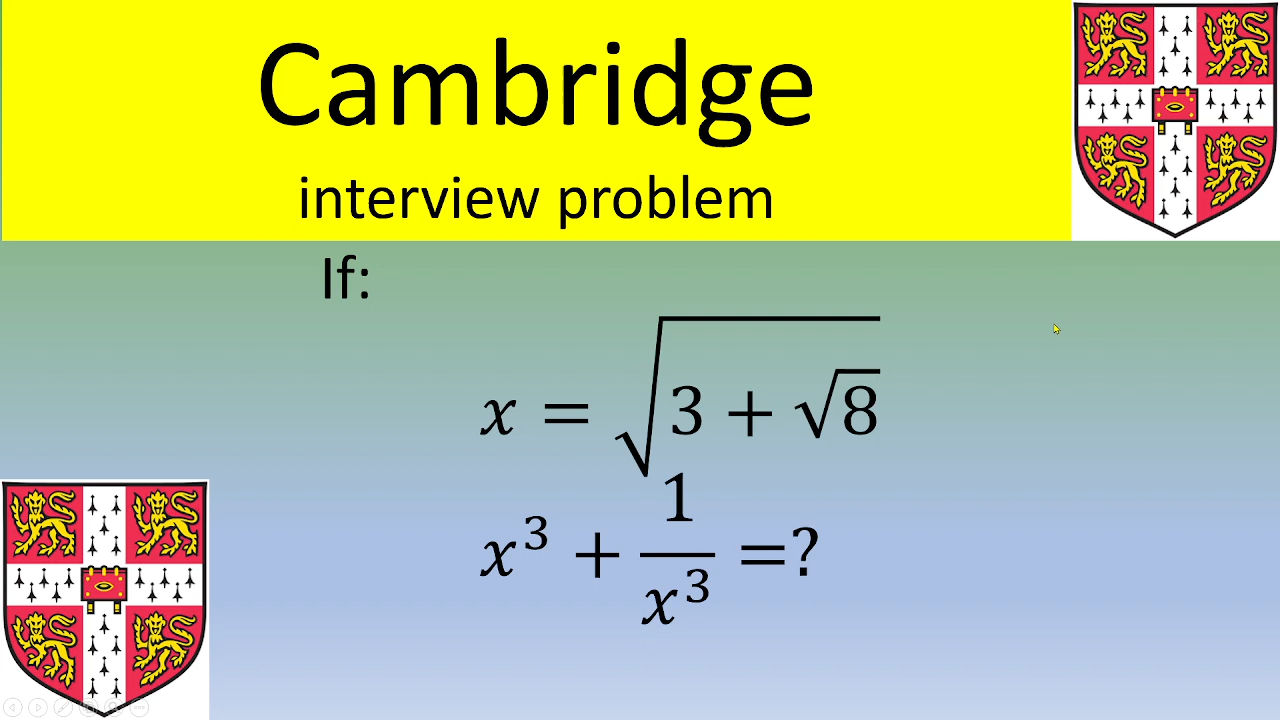 Cambridge
interview problem
If:
x = √(3 + √8)
x³ + 1/x³ =?